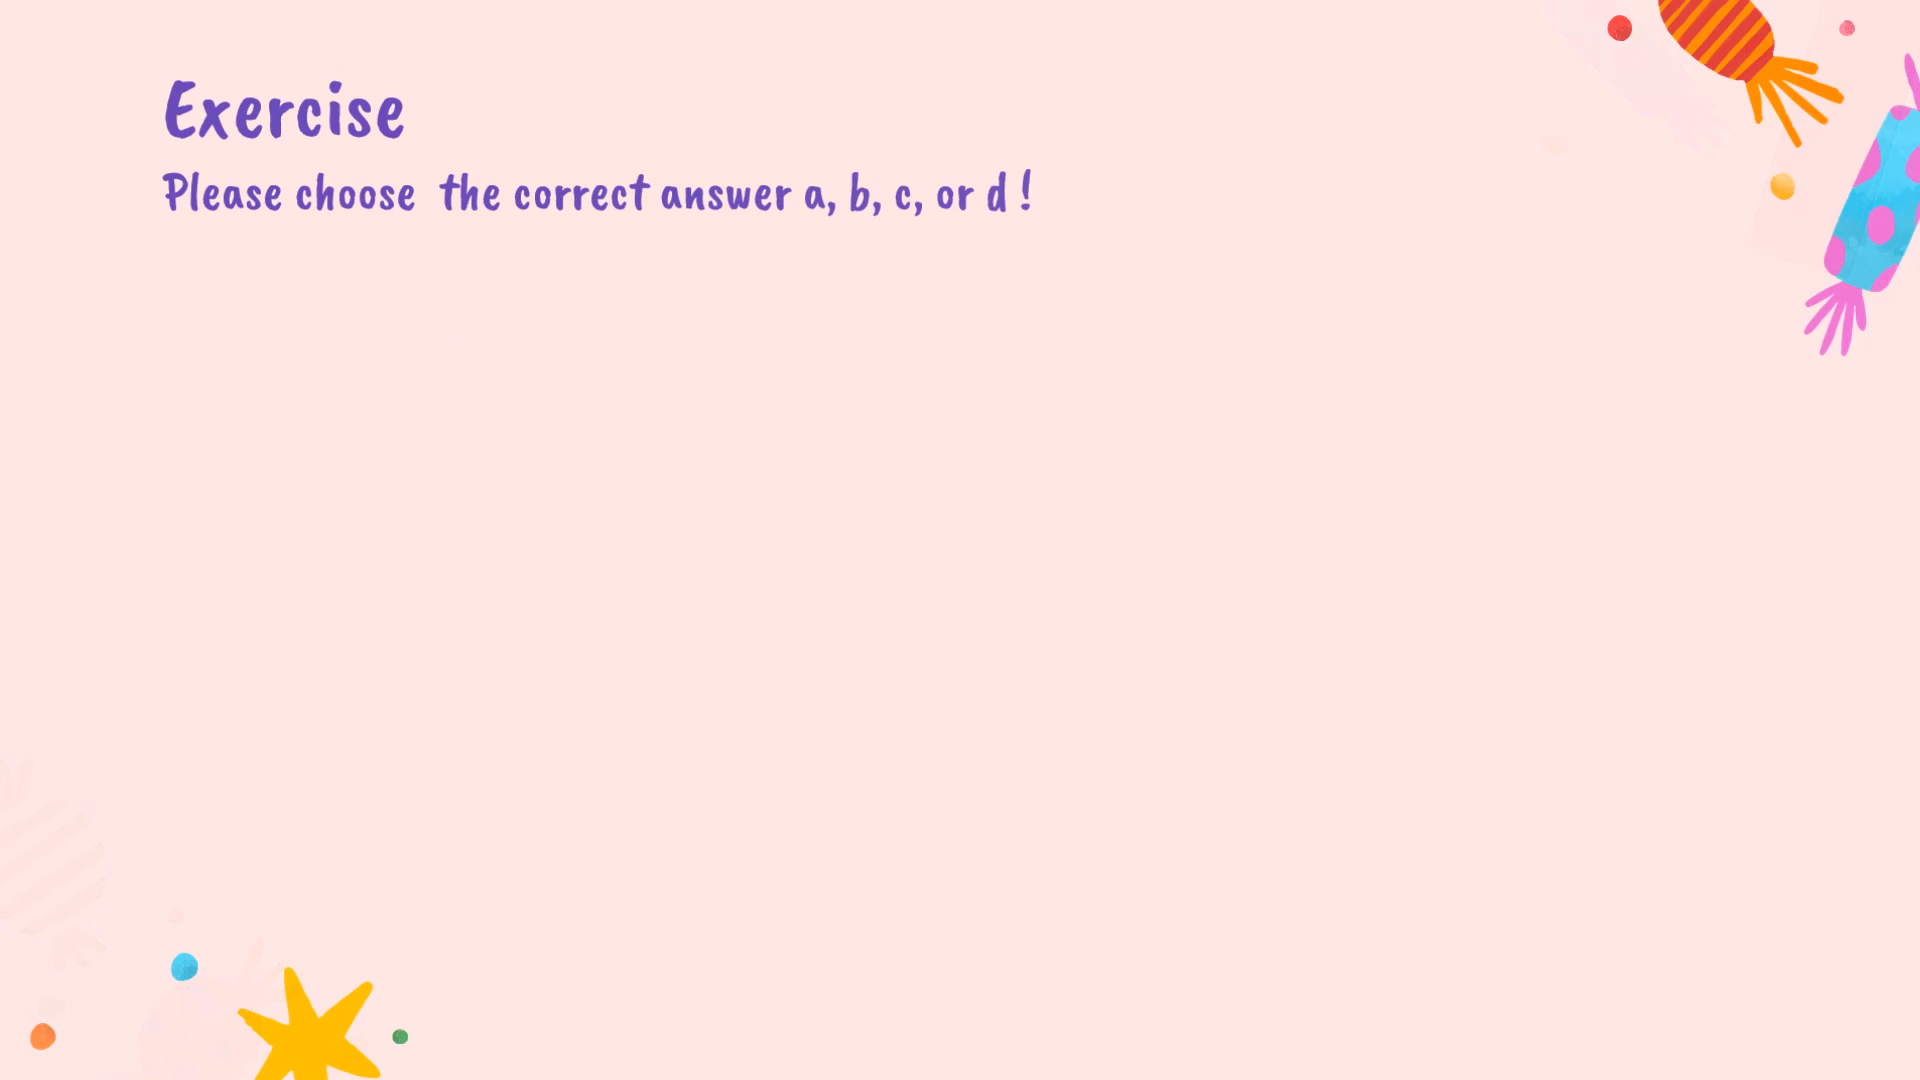 Exercise
Please choose  the correct answer a, b, c, or d !